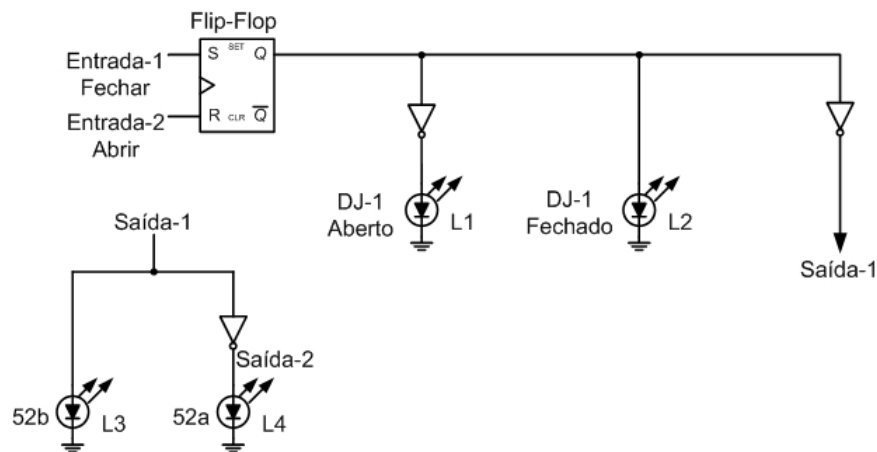 Flip-Flop
Entrada-1
Fechar
S SET Q
Entrada-2
Abrir
R CLR Q̅
DJ-1
Aberto
L1
DJ-1
Fechado
L2
Saída-1
Saída-1
Saída-2
52b
L3
52a
L4